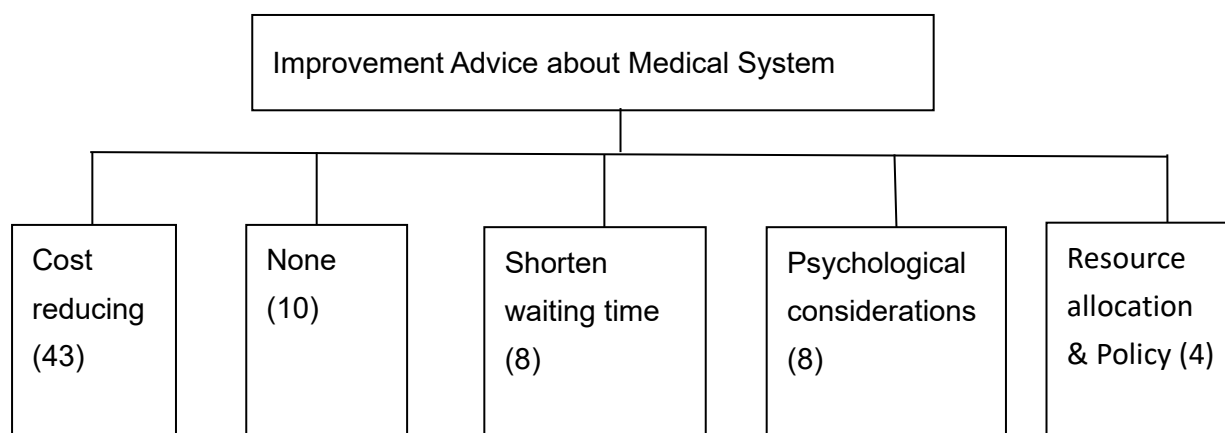 Improvement Advice about Medical System
Cost
reducing
(43)
None
(10)
Shorten
waiting time
(8)
Psychological
considerations
(8)
Resource
allocation
& Policy (4)